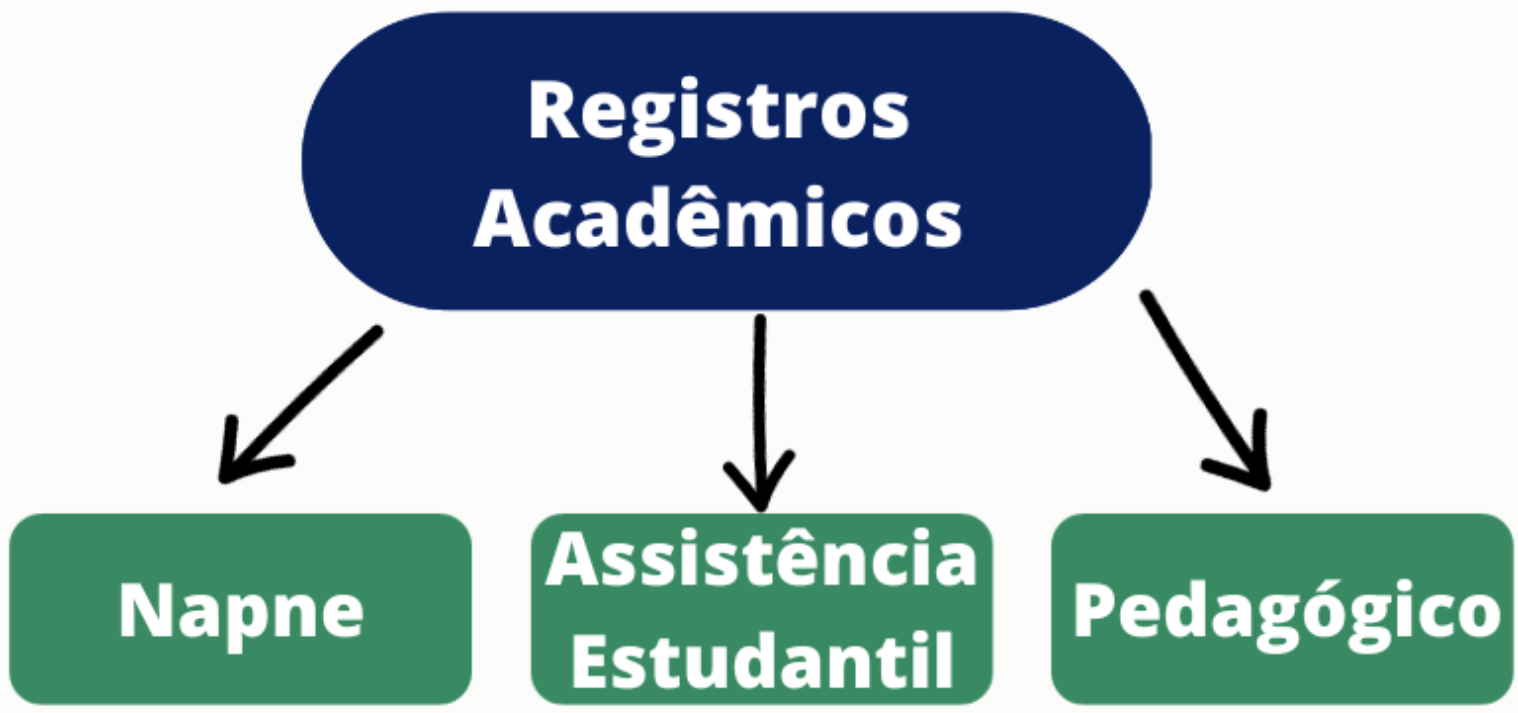 Registros
Acadêmicos
Napne
Assistência
Estudantil
Pedagógico